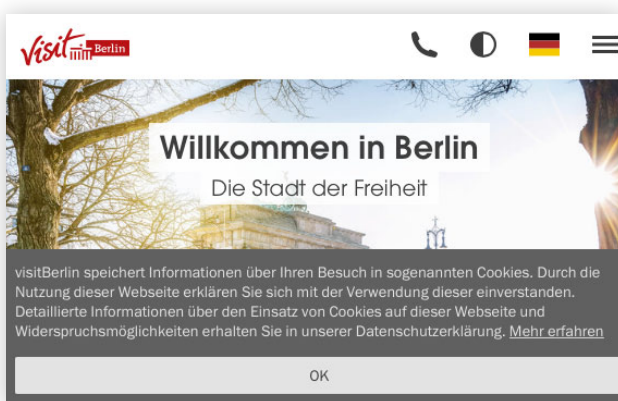 visit Berlin
Willkommen in Berlin
Die Stadt der Freiheit
visitBerlin speichert Informationen über Ihren Besuch in sogenannten Cookies. Durch die
Nutzung dieser Webseite erklären Sie sich mit der Verwendung dieser einverstanden.
Detaillierte Informationen über den Einsatz von Cookies auf dieser Webseite und
Widerspruchsmöglichkeiten erhalten Sie in unserer Datenschutzerklärung. Mehr erfahren
OK